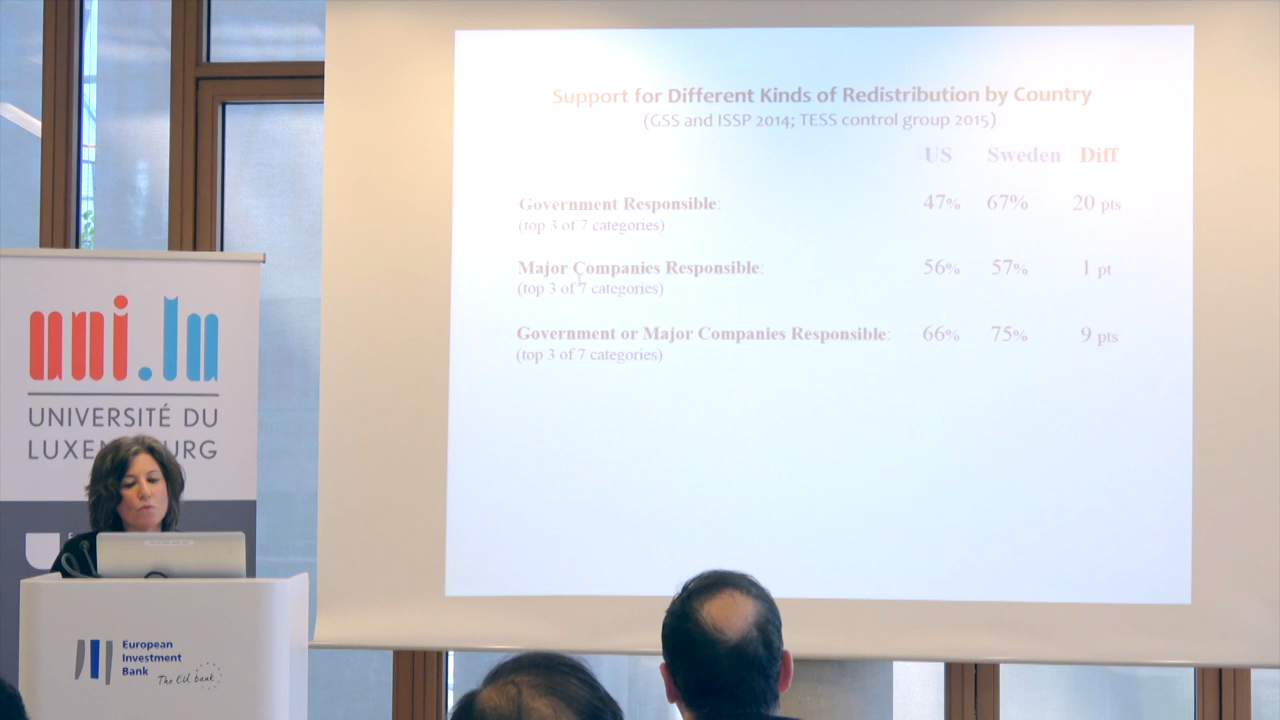 Support for Different Kinds of Redistribution by Country
(GSS and ISSP 2014; TESS control group 2015)
US Sweden Diff
Government Responsible: 47% 67% 20 pts
(top 3 of 7 categories)
Major Companies Responsible: 56% 57% 1 pt
(top 3 of 7 categories)
Government or Major Companies Responsible: 66% 75% 9 pts
(top 3 of 7 categories)
uni.lu
UNIVERSITÉ DU
LUXEN URG
European
Investment
Bank
The EU bank